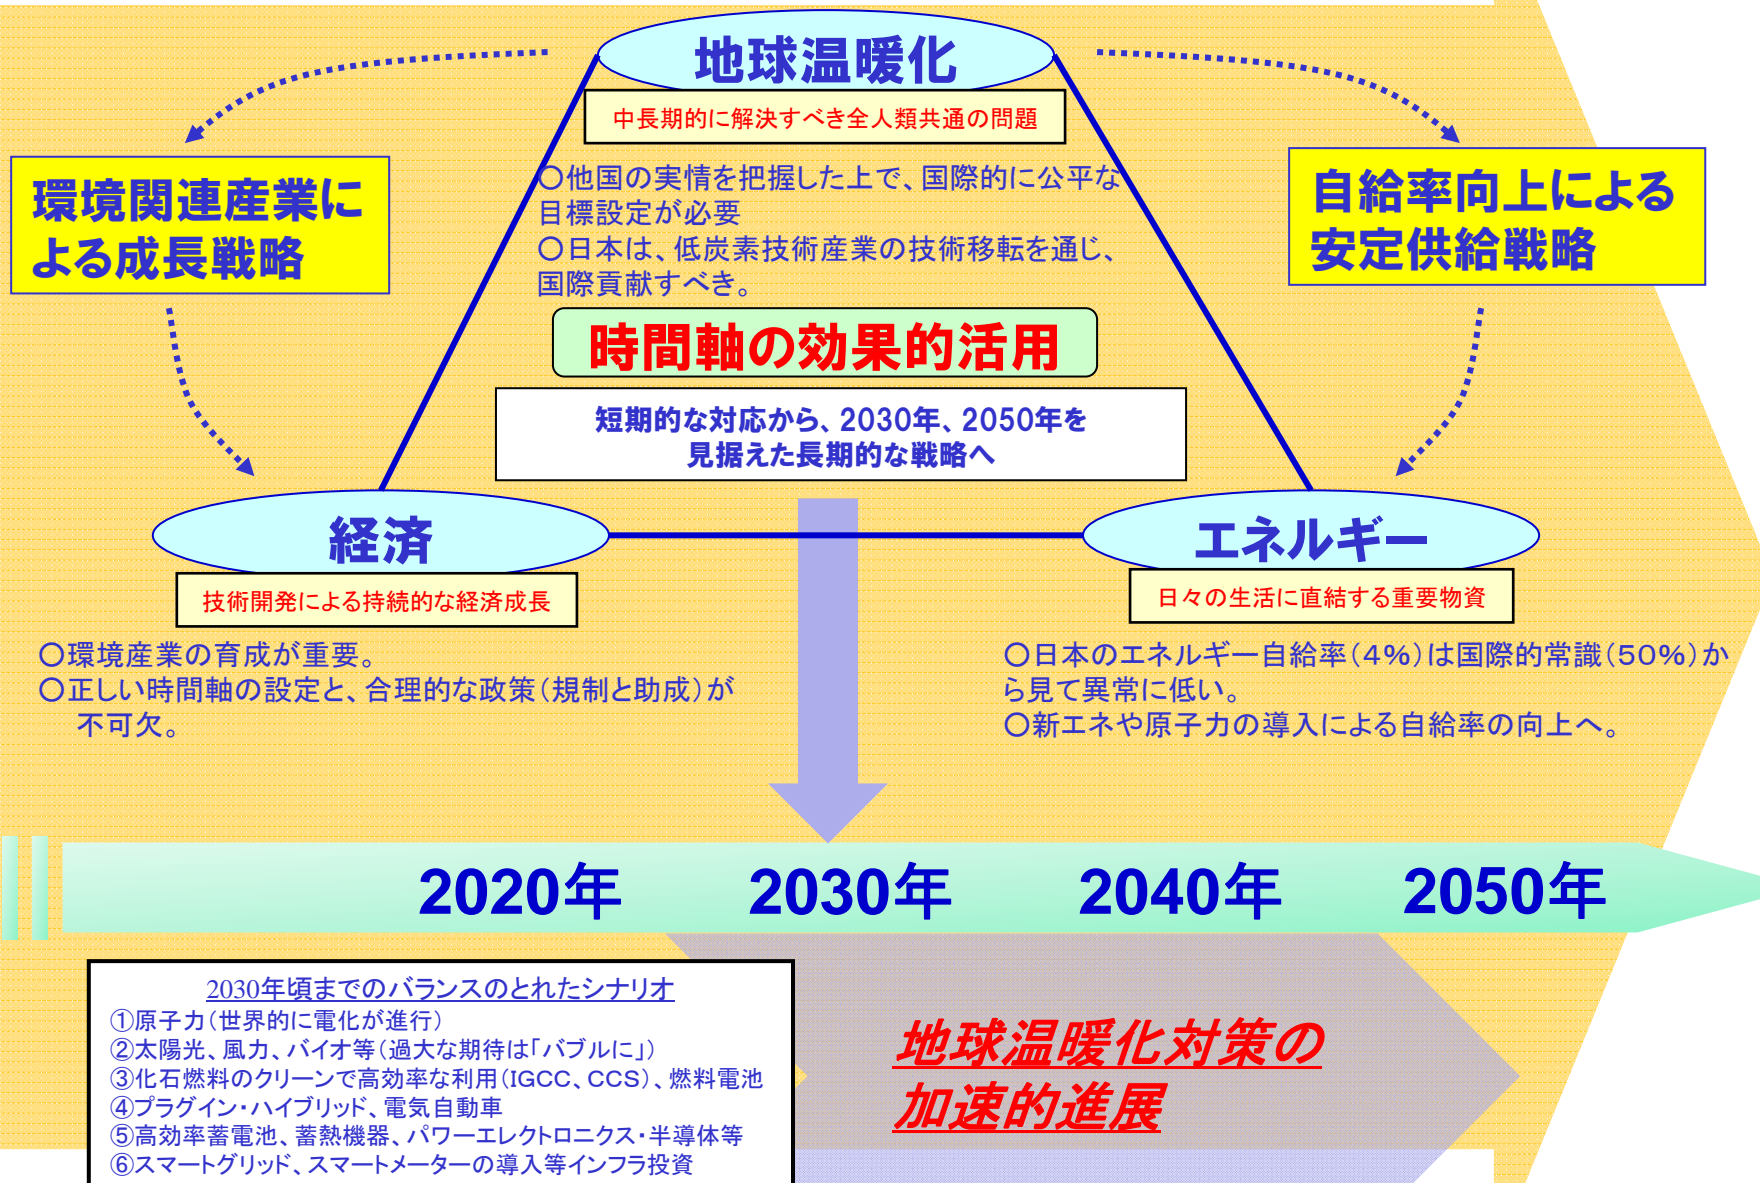 地球温暖化
中長期的に解決すべき全人類共通の問題
環境関連産業に
よる成長戦略
○他国の実情を把握した上で、国際的に公平な
目標設定が必要
○日本は、低炭素技術産業の技術移転を通じ、
国際貢献すべき。
自給率向上による
安定供給戦略
時間軸の効果的活用
短期的な対応から、2030年、2050年を
見据えた長期的な戦略へ
経済
技術開発による持続的な経済成長
○環境産業の育成が重要。
○正しい時間軸の設定と、合理的な政策(規制と助成)が
不可欠。
エネルギー
日々の生活に直結する重要物資
○日本のエネルギー自給率(4%)は国際的常識(50%)か
ら見て異常に低い。
○新エネや原子力の導入による自給率の向上へ。
2020年 2030年 2040年 2050年
2030年頃までのバランスのとれたシナリオ
①原子力(世界的に電化が進行)
②太陽光、風力、バイオ等(過大な期待は「バブルに」)
③化石燃料のクリーンで高効率な利用(IGCC、CCS)、燃料電池
④プラグイン・ハイブリッド、電気自動車
⑤高効率蓄電池、蓄熱機器、パワーエレクトロニクス・半導体等
⑥スマートグリッド、スマートメーターの導入等インフラ投資
地球温暖化対策の
加速的進展